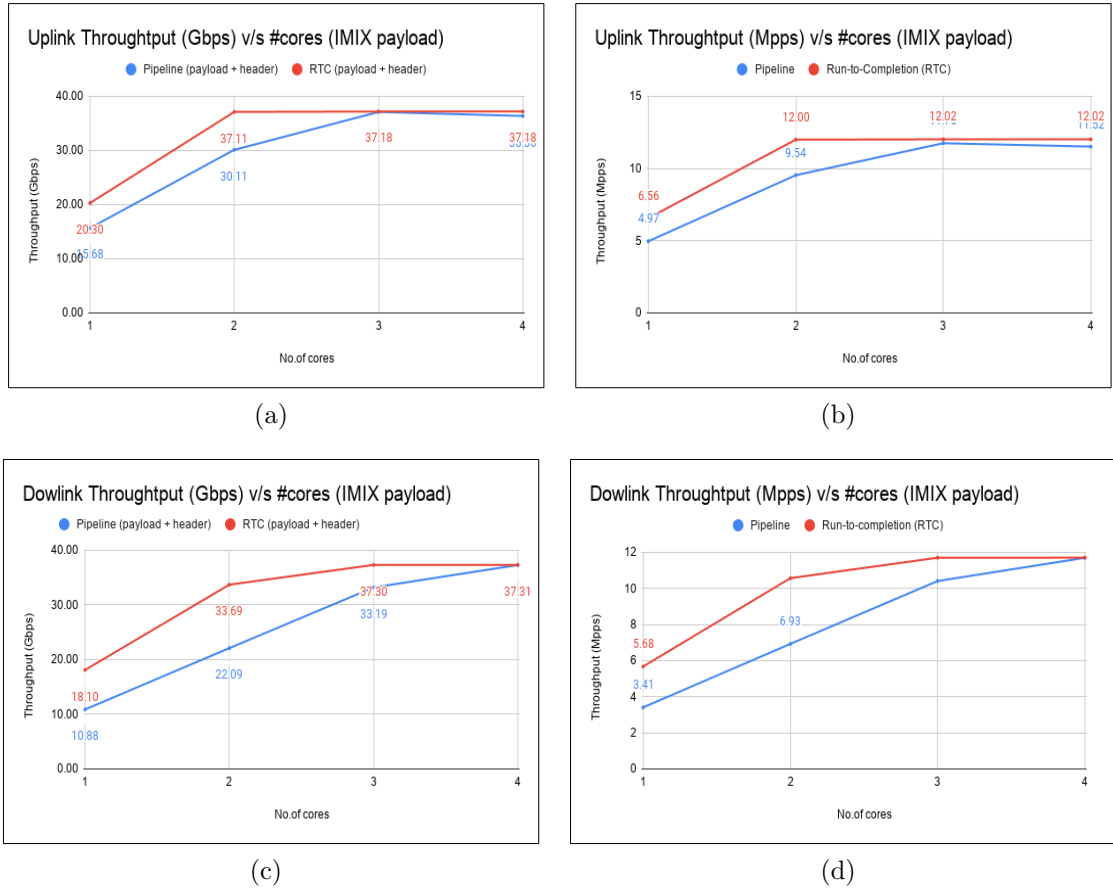 Uplink Throughtput (Gbps) v/s #cores (IMIX payload)
Pipeline (payload + header) RTC (payload + header)
40.00
30.00
20.00
10.00
0.00
Throughput (Gbps)
20.30
15.68
37.11
30.11
37.18
37.18
1 2 3 4
No.of cores
(a)
Uplink Throughtput (Mpps) v/s #cores (IMIX payload)
Pipeline Run-to-Completion (RTC)
15
10
5
0
Throughput (Mpps)
6.56
4.97
12.00
9.54
12.02
12.02
11.52
1 2 3 4
No.of cores
(b)
Dowlink Throughtput (Gbps) v/s #cores (IMIX payload)
Pipeline (payload + header) RTC (payload + header)
40.00
30.00
20.00
10.00
0.00
Throughput (Gbps)
18.10
10.88
33.69
22.09
37.30
33.19
37.31
1 2 3 4
No.of cores
(c)
Dowlink Throughtput (Mpps) v/s #cores (IMIX payload)
Pipeline Run-to-completion (RTC)
12
10
8
6
4
2
0
Throughput (Mpps)
5.68
3.41
6.93
1 2 3 4
No.of cores
(d)